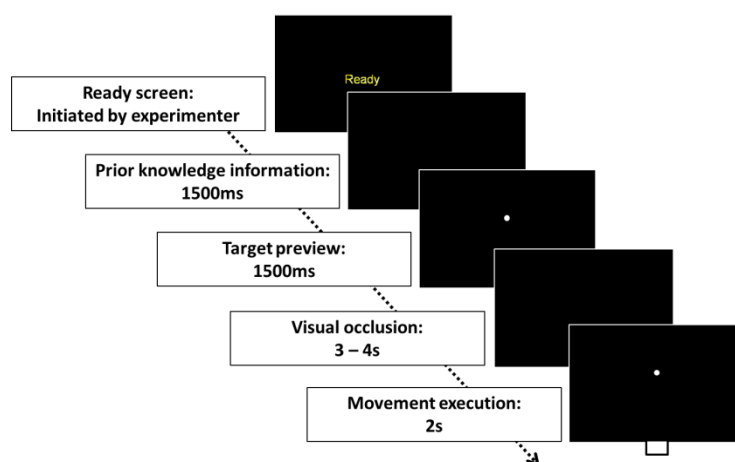 Ready
Ready screen:
Initiated by experimenter
Prior knowledge information:
1500ms
Target preview:
1500ms
Visual occlusion:
3 – 4s
Movement execution:
2s